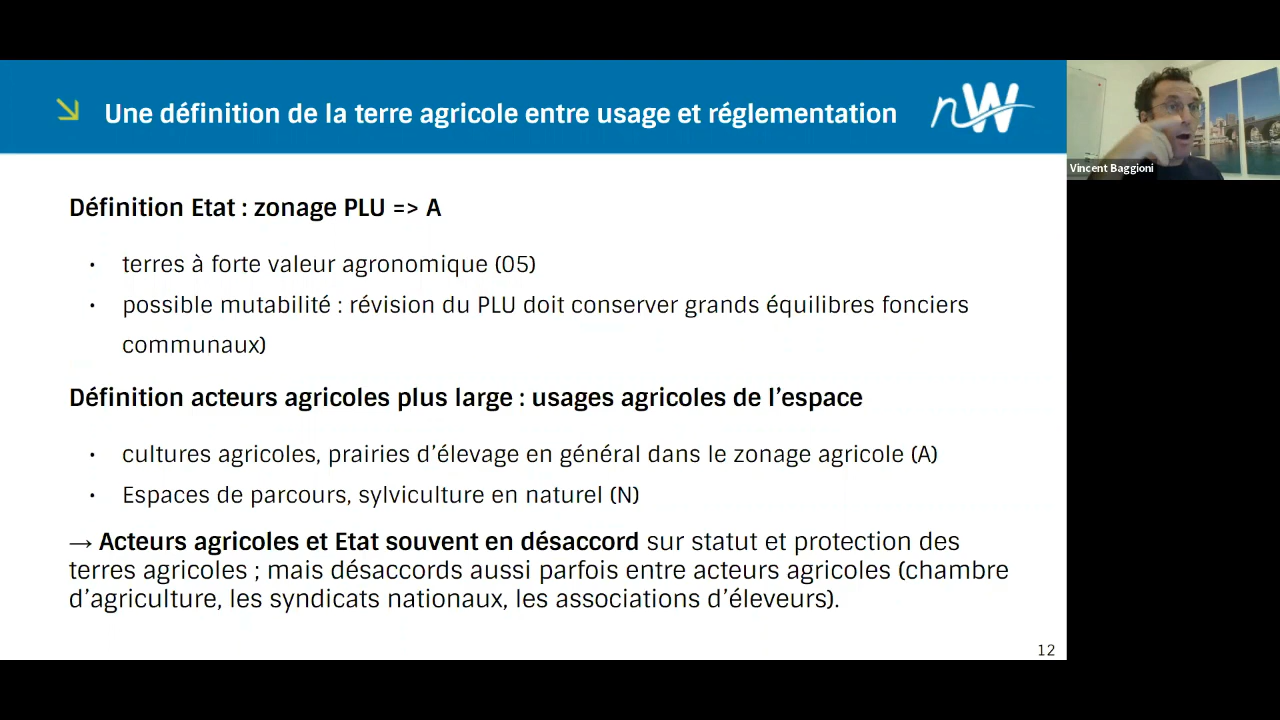 Une définition de la terre agricole entre usage et réglementation
nW
Vincent Baggioni
Définition Etat : zonage PLU => A
• terres à forte valeur agronomique (05)
• possible mutabilité : révision du PLU doit conserver grands équilibres fonciers
communaux)
Définition acteurs agricoles plus large : usages agricoles de l’espace
• cultures agricoles, prairies d’élevage en général dans le zonage agricole (A)
• Espaces de parcours, sylviculture en naturel (N)
→ Acteurs agricoles et Etat souvent en désaccord sur statut et protection des
terres agricoles ; mais désaccords aussi parfois entre acteurs agricoles (chambre
d’agriculture, les syndicats nationaux, les associations d’éleveurs).
12